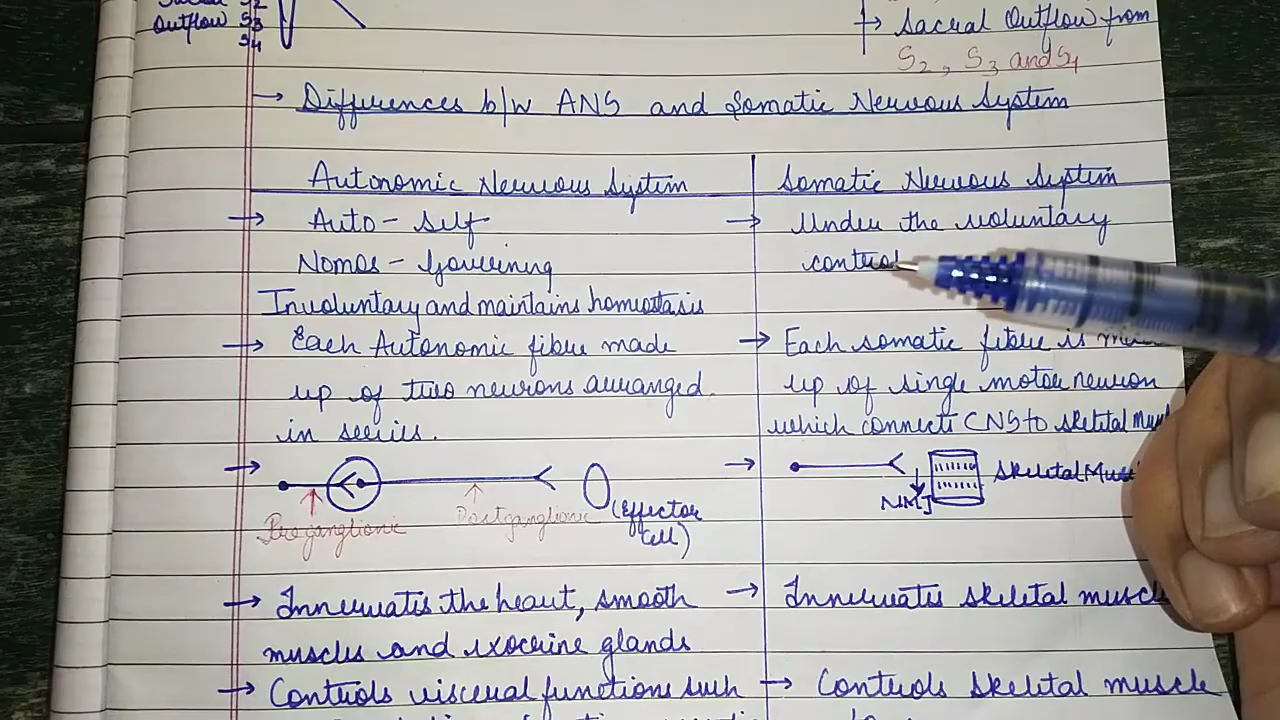 Outflow S3
S4
→ Sacral Outflow from
S2, S3 and S4
→ Differences b/w ANS and Somatic Nervous System
Autonomic Nervous System
→ Auto - Self
Nomos - Governing
Involuntary and maintains homeostasis
→ Each Autonomic fibre made
up of two neurons arranged
in series.
Preganglionic
Postganglionic
(Effector
Cell)
→ Innervates the heart, smooth
muscles and exocrine glands
→ Controls visceral functions such
Somatic Nervous System
→ Under the voluntary
control
→ Each somatic fibre is
up of single motor neuron
which connects CNS to skeletal
NMJ
Skeletal
→ Innervates skeletal muscle
→ Controls skeletal muscle